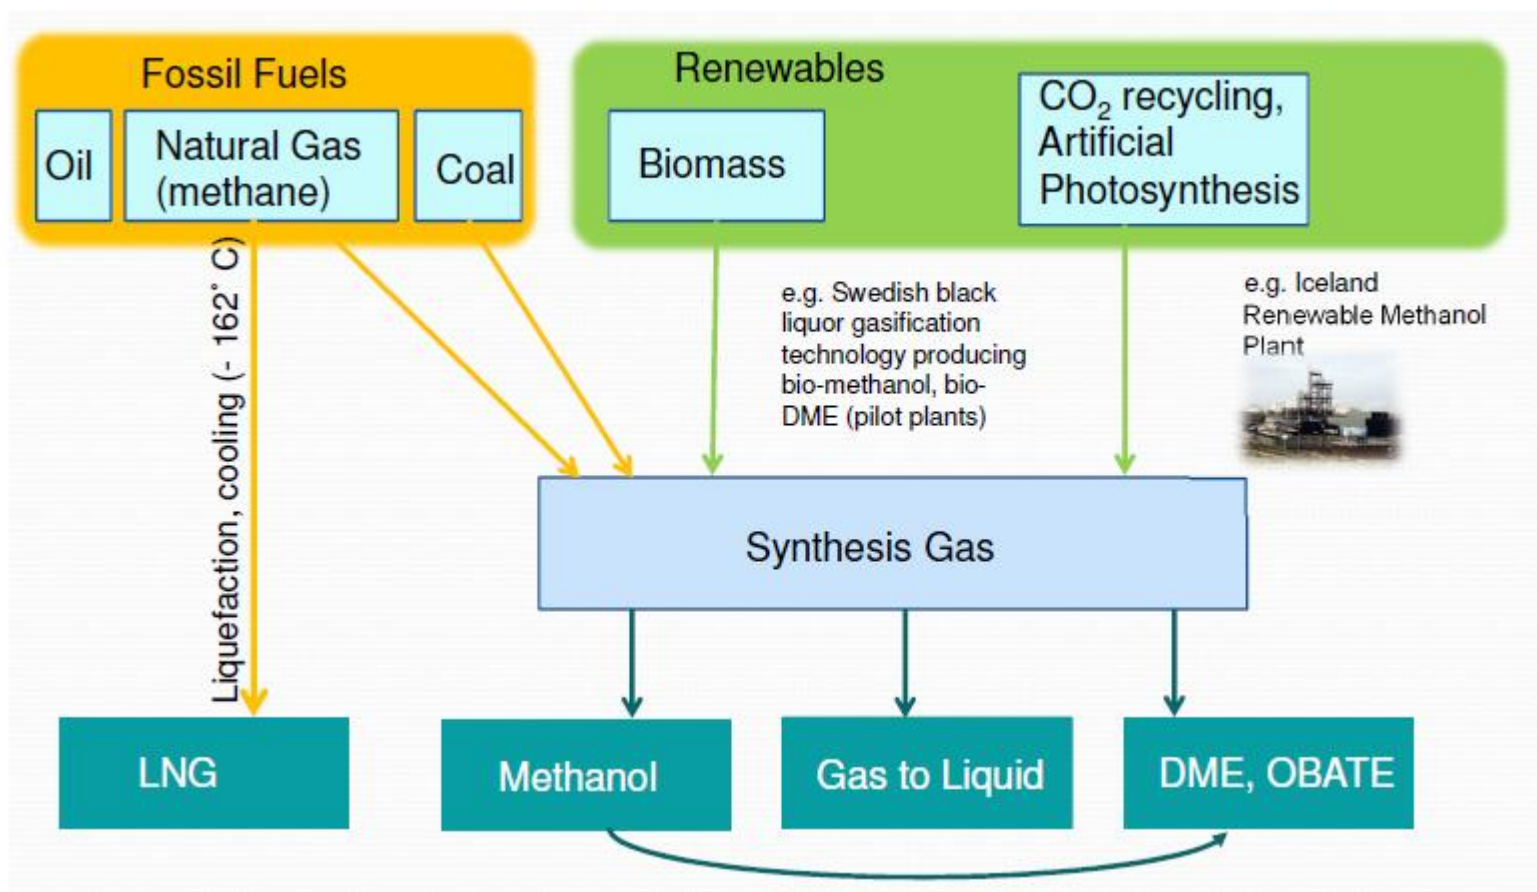 Fossil Fuels
Oil
Natural Gas
(methane)
Coal
Renewables
Biomass
CO₂ recycling,
Artificial
Photosynthesis
Liquefaction, cooling (- 162° C)
e.g. Swedish black
liquor gasification
technology producing
bio-methanol, bio-
DME (pilot plants)
e.g. Iceland
Renewable Methanol
Plant
Synthesis Gas
LNG
Methanol
Gas to Liquid
DME, OBATE